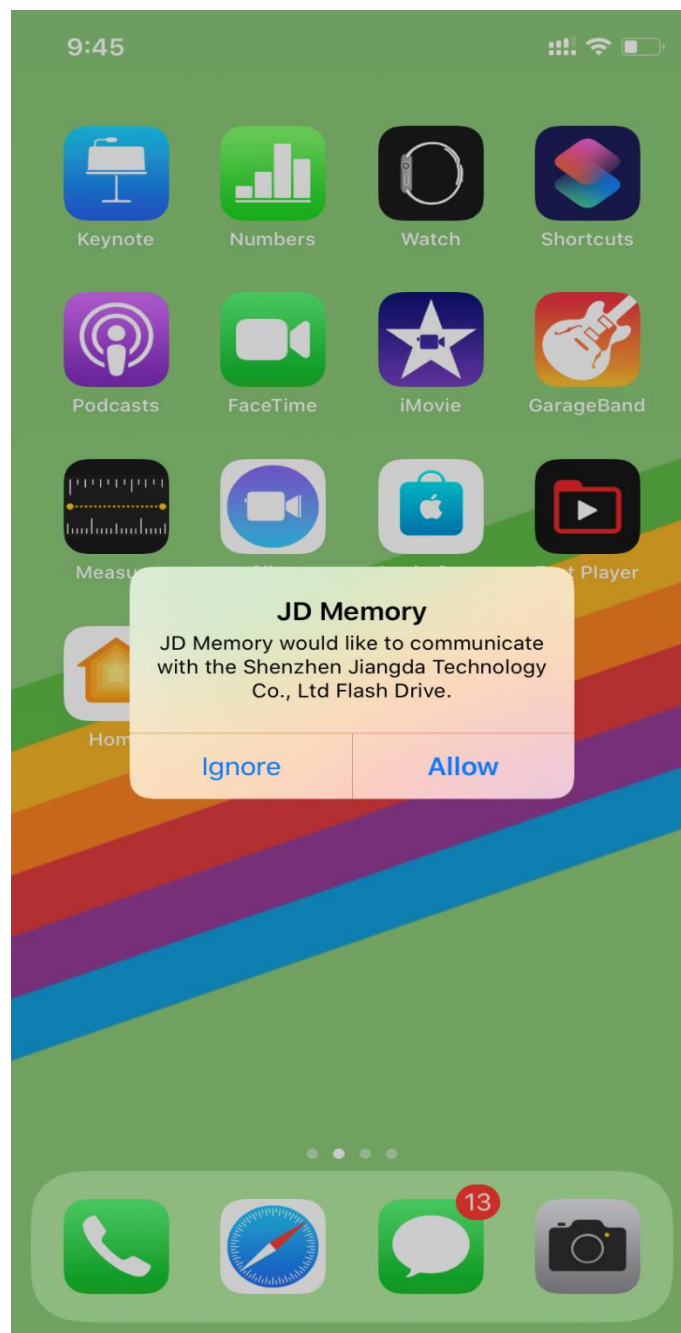 9:45
Keynote
Numbers
Watch
Shortcuts
Podcasts
FaceTime
iMovie
GarageBand
Player
JD Memory
JD Memory would like to communicate
with the Shenzhen Jiangda Technology
Co., Ltd Flash Drive.
Ignore
Allow
13